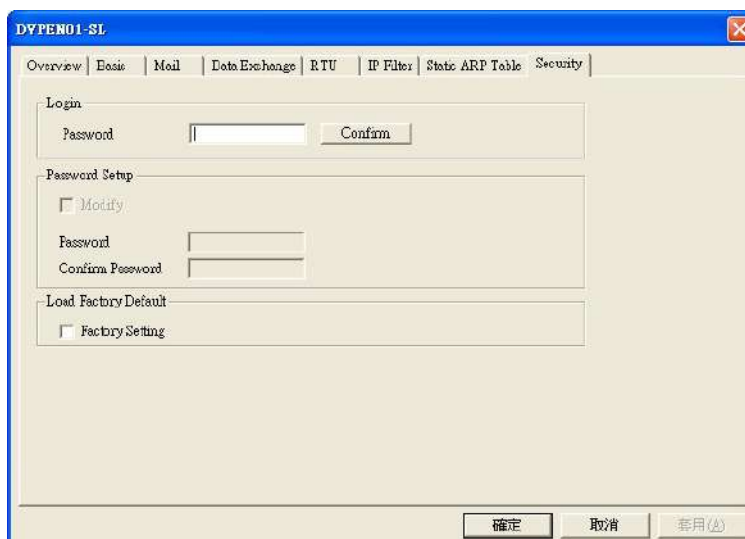 DVPEN01-SL
Overview Basic Mail Data Exchange RTU IP Filter Static ARP Table Security
Login
Password Confirm
Password Setup
Modify
Password
Confirm Password
Load Factory Default
Factory Setting
確定 取消 套用(A)